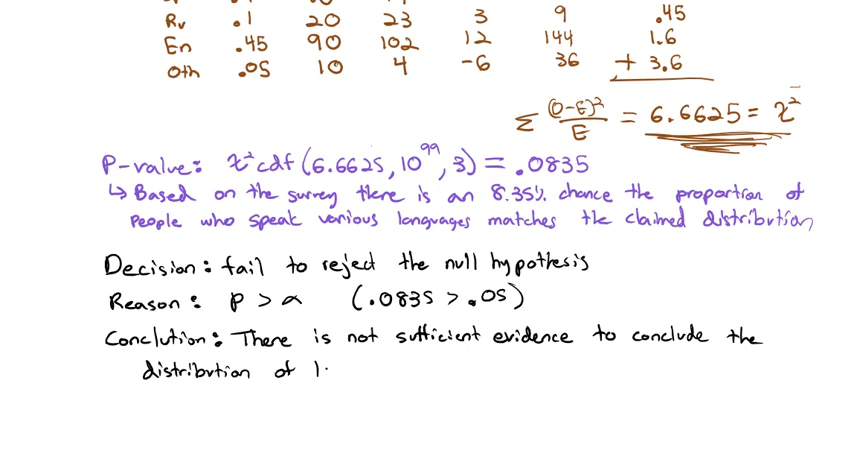 Rv .1 20 23 3 9 .45
En .45 90 102 12 144 1.6
Oth .05 10 4 -6 36 + 3.6
Σ (O-E)²/E = 6.6625 = χ²
P-value: χ²cdf(6.6625, 10^99, 3) = .0835
↳ Based on the survey there is an 8.35% chance the proportion of
people who speak various languages matches the claimed distribution
Decision: fail to reject the null hypothesis
Reason: P > α (.0835 > .05)
Conclution: There is not sufficient evidence to conclude the
distribution of l